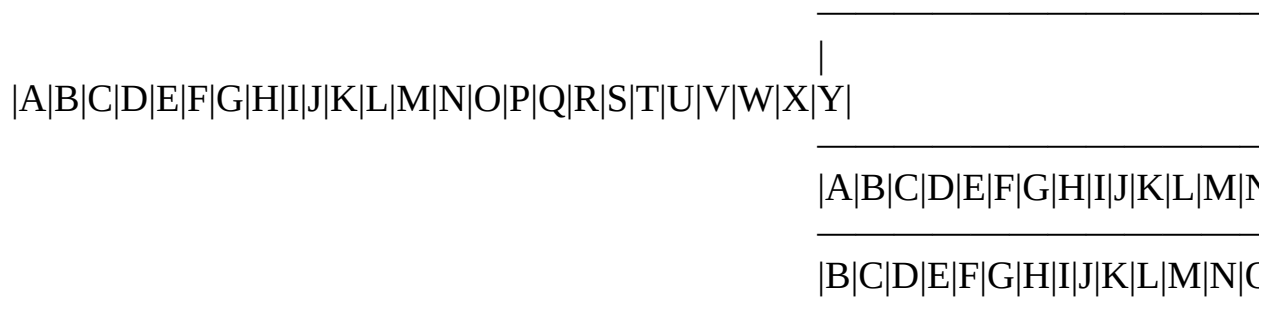 |
|A|B|C|D|E|F|G|H|I|J|K|L|M|N|O|P|Q|R|S|T|U|V|W|X|Y|
|A|B|C|D|E|F|G|H|I|J|K|L|M|
|B|C|D|E|F|G|H|I|J|K|L|M|N|